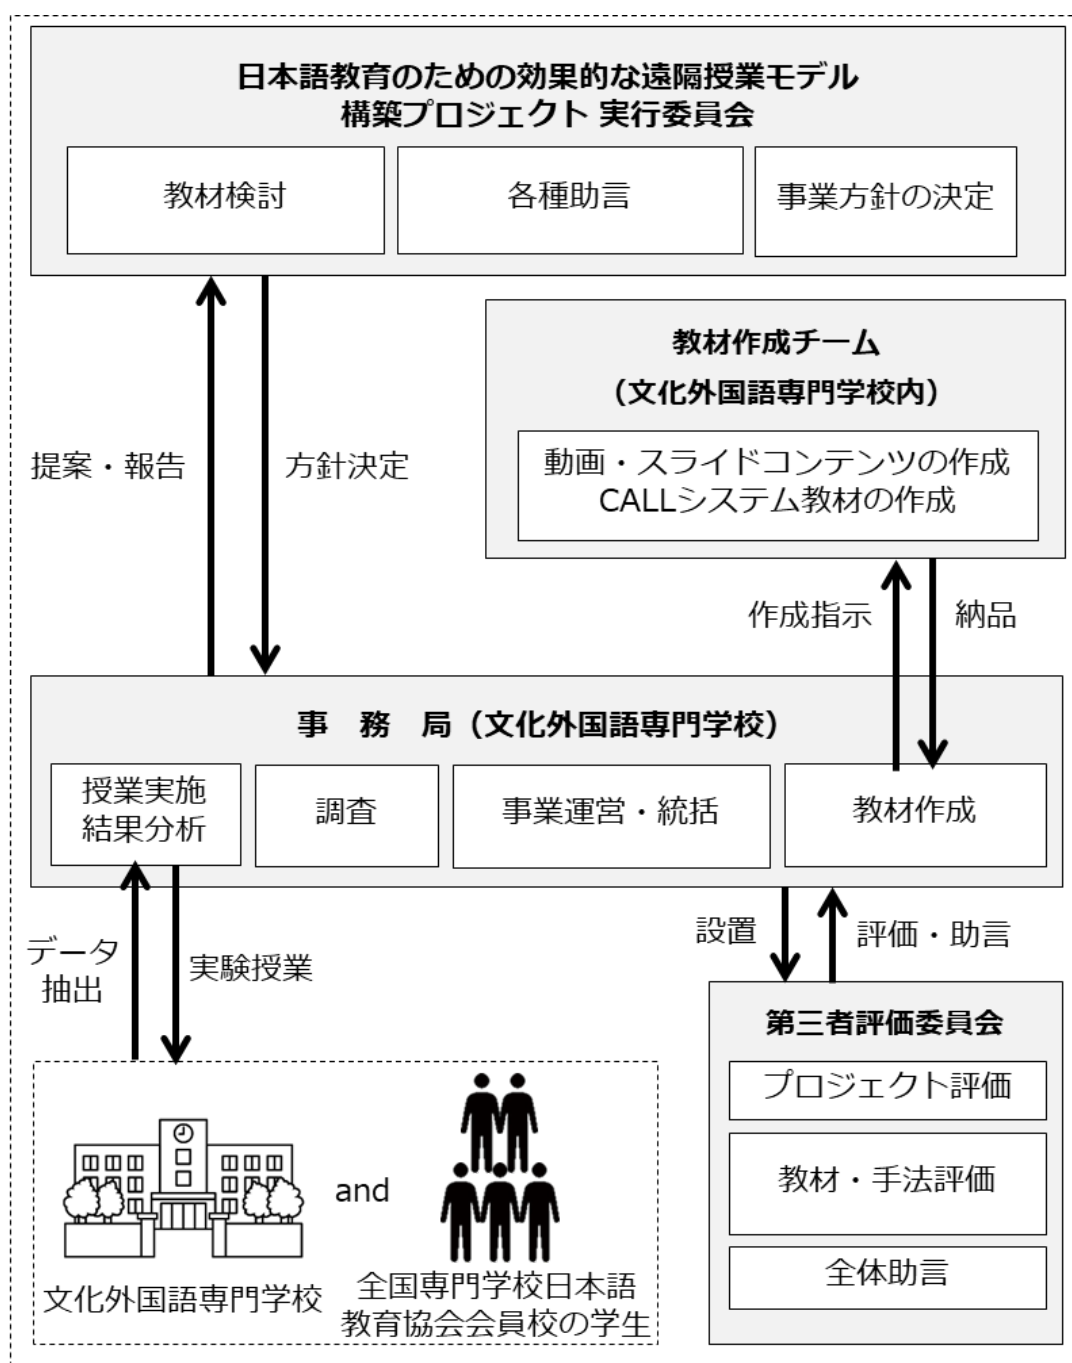 日本語教育のための効果的な遠隔授業モデル
構築プロジェクト 実行委員会
教材検討
各種助言
事業方針の決定
教材作成チーム
（文化外国語専門学校内）
動画・スライドコンテンツの作成
CALLシステム教材の作成
提案・報告
方針決定
作成指示
納品
事　務　局（文化外国語専門学校）
授業実施
結果分析
調査
事業運営・統括
教材作成
データ
抽出
実験授業
設置
評価・助言
第三者評価委員会
プロジェクト評価
教材・手法評価
全体助言
and
文化外国語専門学校
全国専門学校日本語
教育協会会員校の学生